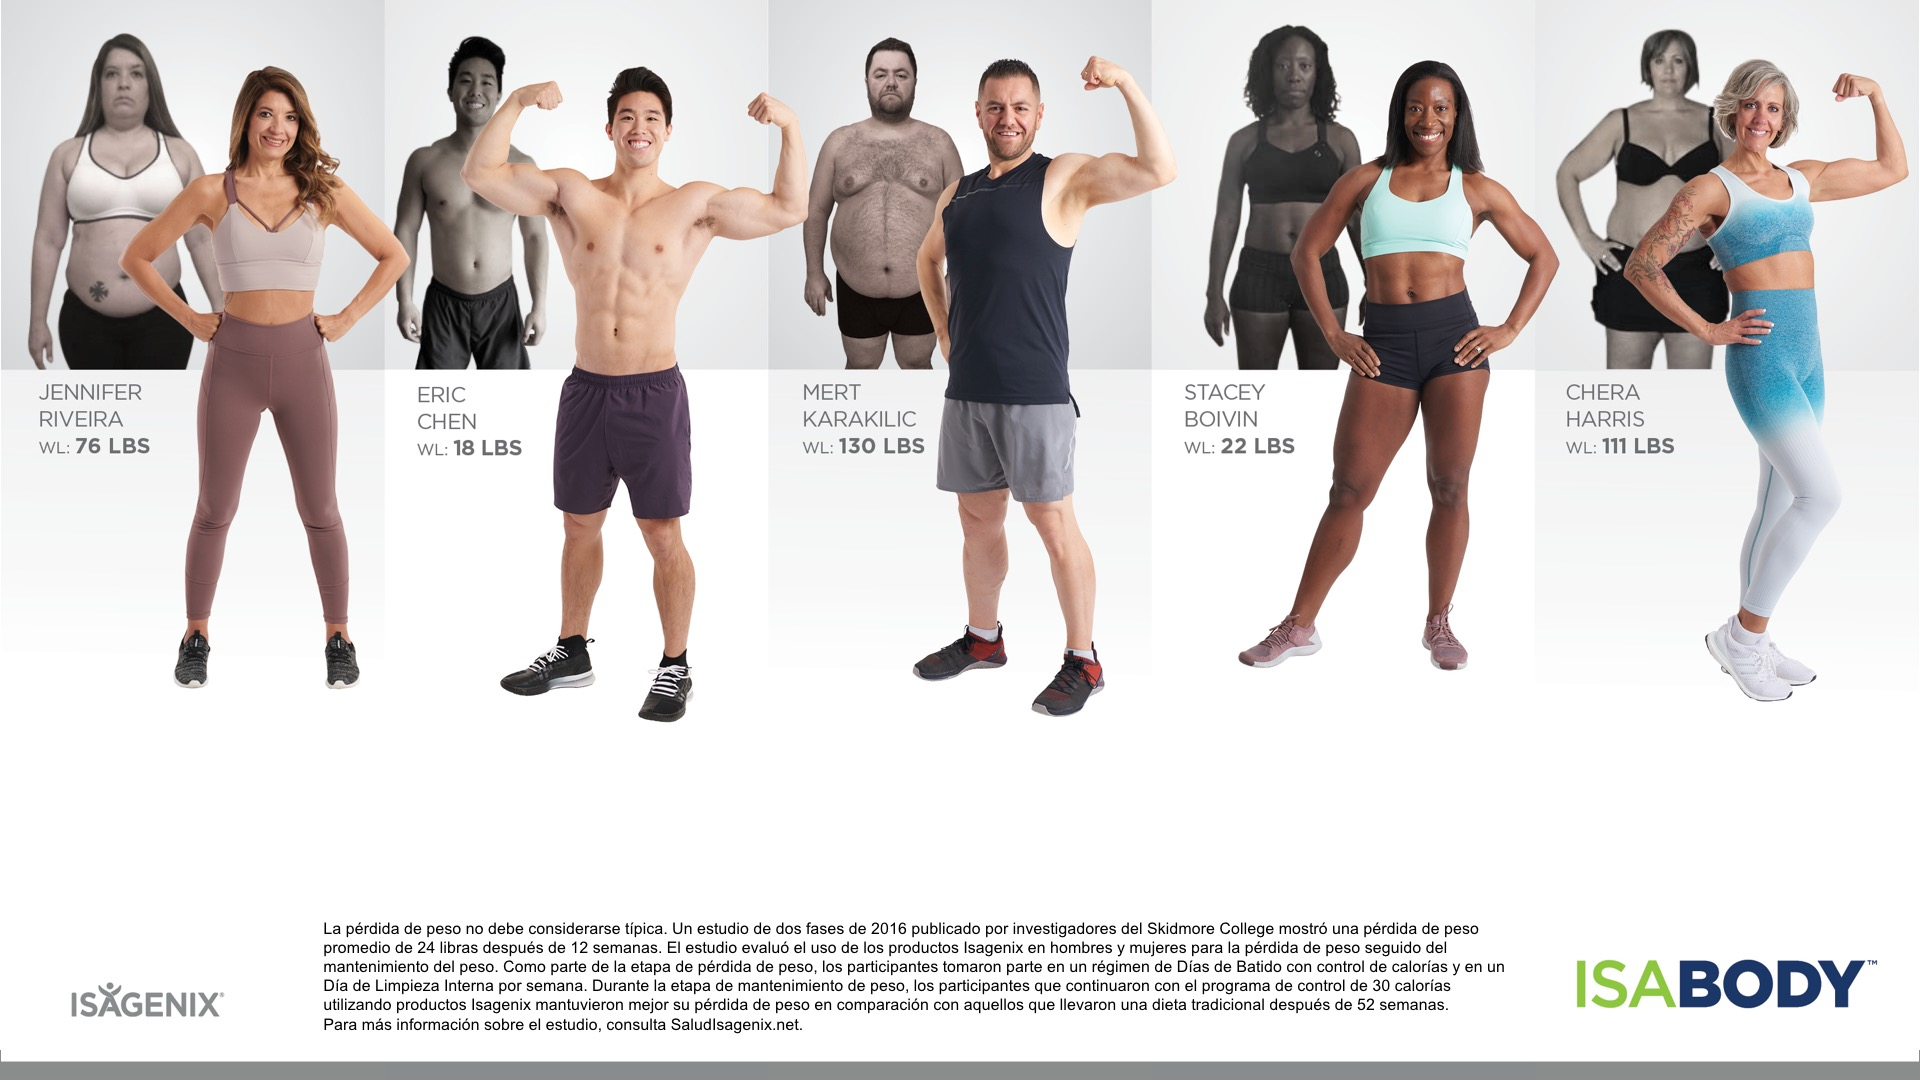 JENNIFER
RIVEIRA
WL: 76 LBS
ERIC
CHEN
WL: 18 LBS
MERT
KARAKILIC
WL: 130 LBS
STACEY
BOIVIN
WL: 22 LBS
CHERA
HARRIS
WL: 111 LBS
La pérdida de peso no debe considerarse típica. Un estudio de dos fases de 2016 publicado por investigadores del Skidmore College mostró una pérdida de peso
promedio de 24 libras después de 12 semanas. El estudio evaluó el uso de los productos Isagenix en hombres y mujeres para la pérdida de peso seguido del
mantenimiento del peso. Como parte de la etapa de pérdida de peso, los participantes tomaron parte en un régimen de Días de Batido con control de calorías y en un
Día de Limpieza Interna por semana. Durante la etapa de mantenimiento de peso, los participantes que continuaron con el programa de control de 30 calorías
utilizando productos Isagenix mantuvieron mejor su pérdida de peso en comparación con aquellos que llevaron una dieta tradicional después de 52 semanas.
Para más información sobre el estudio, consulta SaludIsagenix.net.
ISAGENIX®
ISABODY™